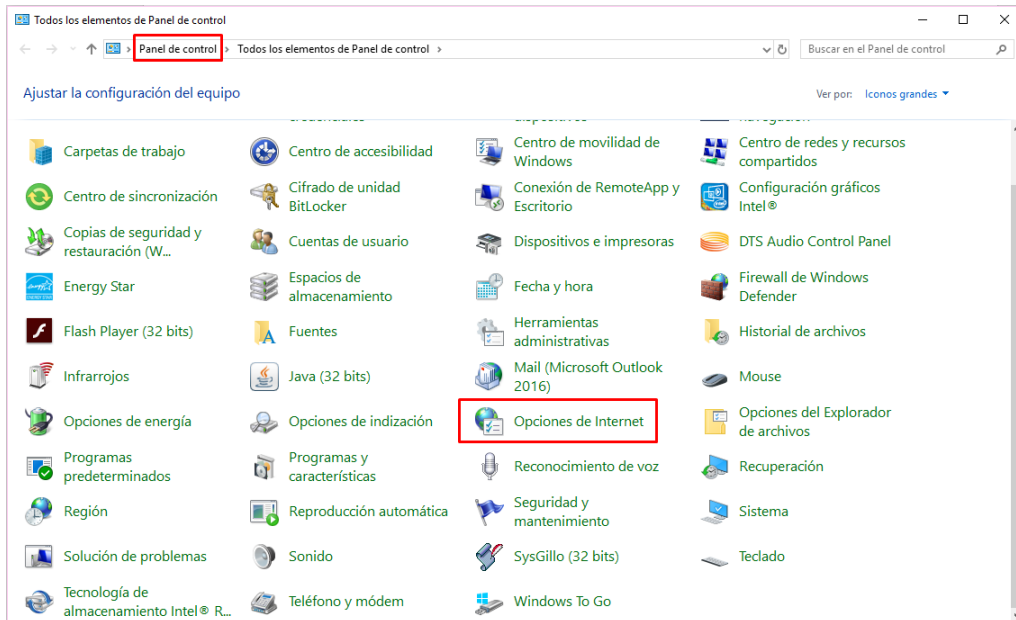 Todos los elementos de Panel de control
Panel de control > Todos los elementos de Panel de control >
Buscar en el Panel de control
Ajustar la configuración del equipo
Ver por: Iconos grandes
credenciales
dispositivos
navegación
Carpetas de trabajo
Centro de accesibilidad
Centro de movilidad de
Windows
Centro de redes y recursos
compartidos
Centro de sincronización
Cifrado de unidad
BitLocker
Conexión de RemoteApp y
Escritorio
Configuración gráficos
Intel®
Copias de seguridad y
restauración (W...
Cuentas de usuario
Dispositivos e impresoras
DTS Audio Control Panel
Energy Star
Espacios de
almacenamiento
Fecha y hora
Firewall de Windows
Defender
Flash Player (32 bits)
Fuentes
Herramientas
administrativas
Historial de archivos
Infrarrojos
Java (32 bits)
Mail (Microsoft Outlook
2016)
Mouse
Opciones de energía
Opciones de indización
Opciones de Internet
Opciones del Explorador
de archivos
Programas
predeterminados
Programas y
características
Reconocimiento de voz
Recuperación
Región
Reproducción automática
Seguridad y
mantenimiento
Sistema
Solución de problemas
Sonido
SysGillo (32 bits)
Teclado
Tecnología de
almacenamiento Intel® R...
Teléfono y módem
Windows To Go